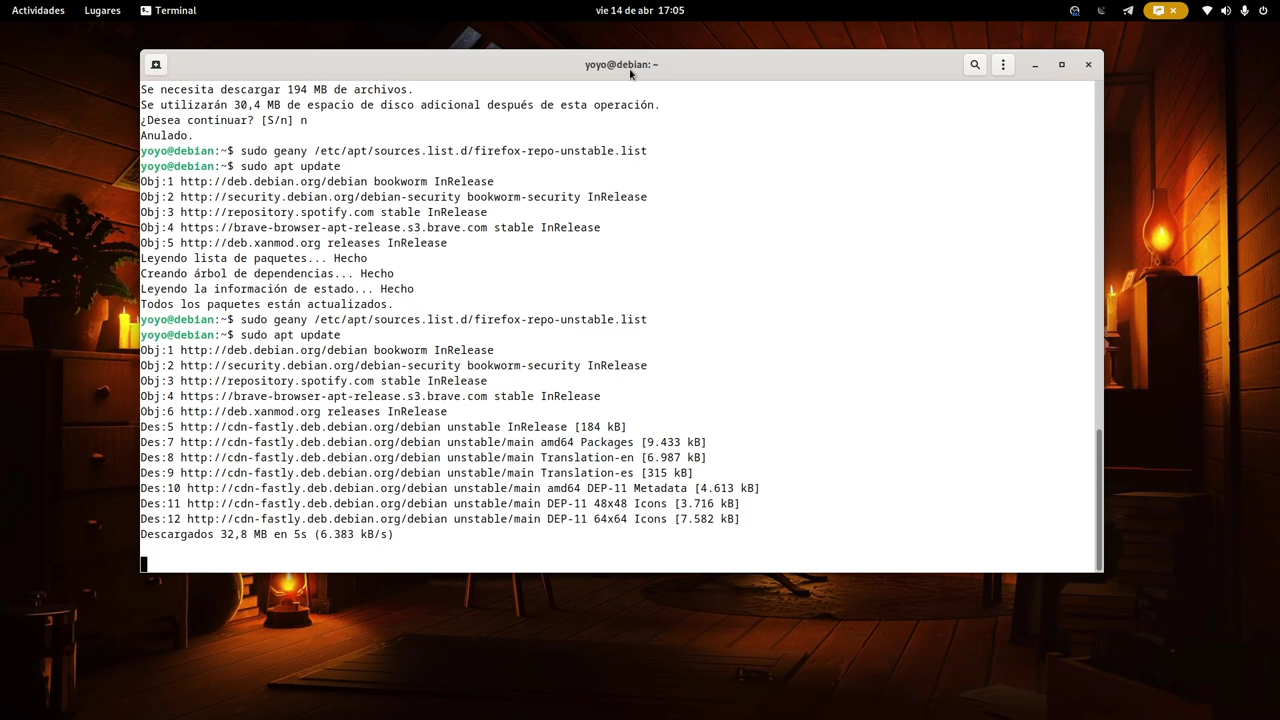 Actividades Lugares Terminal vie 14 de abr 17:05
yoyo@debian: ~
Se necesita descargar 194 MB de archivos.
Se utilizarán 30,4 MB de espacio de disco adicional después de esta operación.
¿Desea continuar? [S/n] n
Anulado.
yoyo@debian:~$ sudo geany /etc/apt/sources.list.d/firefox-repo-unstable.list
yoyo@debian:~$ sudo apt update
Obj:1 http://deb.debian.org/debian bookworm InRelease
Obj:2 http://security.debian.org/debian-security bookworm-security InRelease
Obj:3 http://repository.spotify.com stable InRelease
Obj:4 https://brave-browser-apt-release.s3.brave.com stable InRelease
Obj:5 http://deb.xanmod.org releases InRelease
Leyendo lista de paquetes... Hecho
Creando árbol de dependencias... Hecho
Leyendo la información de estado... Hecho
Todos los paquetes están actualizados.
yoyo@debian:~$ sudo geany /etc/apt/sources.list.d/firefox-repo-unstable.list
yoyo@debian:~$ sudo apt update
Obj:1 http://deb.debian.org/debian bookworm InRelease
Obj:2 http://security.debian.org/debian-security bookworm-security InRelease
Obj:3 http://repository.spotify.com stable InRelease
Obj:4 https://brave-browser-apt-release.s3.brave.com stable InRelease
Obj:6 http://deb.xanmod.org releases InRelease
Des:5 http://cdn-fastly.deb.debian.org/debian unstable InRelease [184 kB]
Des:7 http://cdn-fastly.deb.debian.org/debian unstable/main amd64 Packages [9.433 kB]
Des:8 http://cdn-fastly.deb.debian.org/debian unstable/main Translation-en [6.987 kB]
Des:9 http://cdn-fastly.deb.debian.org/debian unstable/main Translation-es [315 kB]
Des:10 http://cdn-fastly.deb.debian.org/debian unstable/main amd64 DEP-11 Metadata [4.613 kB]
Des:11 http://cdn-fastly.deb.debian.org/debian unstable/main DEP-11 48x48 Icons [3.716 kB]
Des:12 http://cdn-fastly.deb.debian.org/debian unstable/main DEP-11 64x64 Icons [7.582 kB]
Descargados 32,8 MB en 5s (6.383 kB/s)